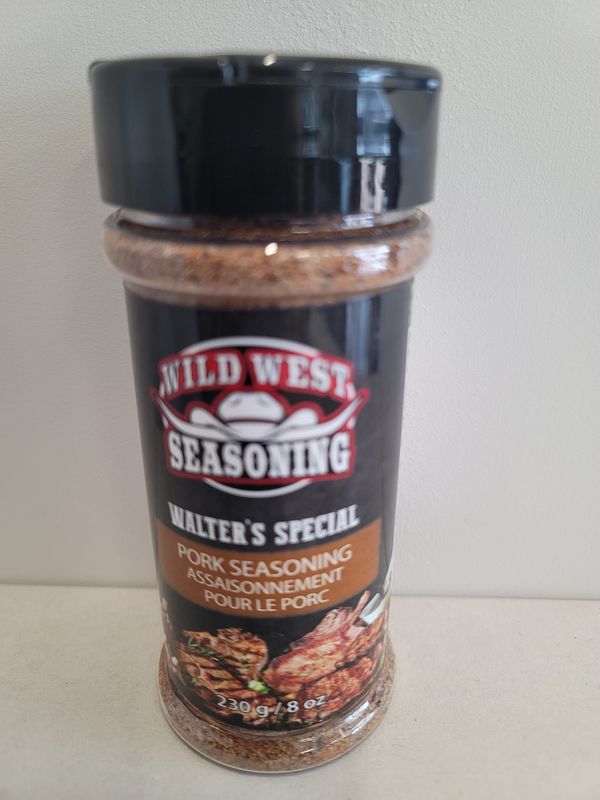 WILD WEST
SEASONING
WALTER'S SPECIAL
PORK SEASONING
ASSAISONNEMENT
POUR LE PORC
230 g / 8 oz